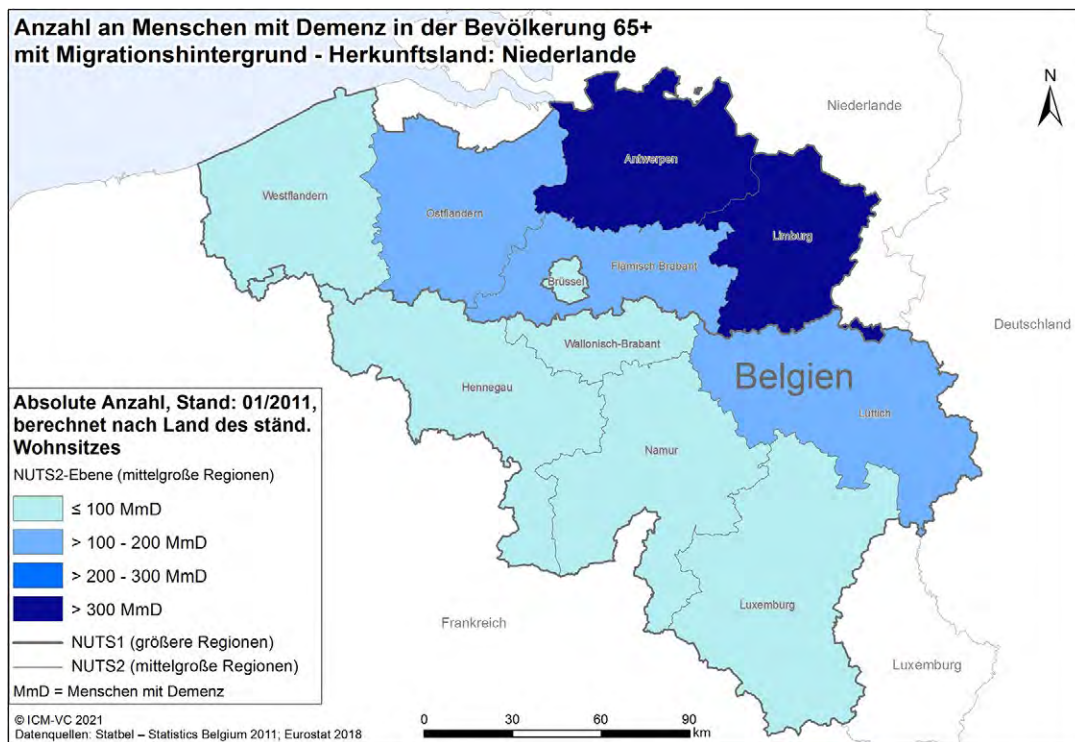 Anzahl an Menschen mit Demenz in der Bevölkerung 65+
mit Migrationshintergrund - Herkunftsland: Niederlande
N
Niederlande
Antwerpen
Westflandern
Ostflandern
Limburg
Flämisch-Brabant
Brüssel
Deutschland
Wallonisch-Brabant
Belgien
Hennegau
Lüttich
Namur
Luxemburg
Frankreich
Luxemburg
Absolute Anzahl, Stand: 01/2011,
berechnet nach Land des ständ.
Wohnsitzes
NUTS2-Ebene (mittelgroße Regionen)
≤ 100 MmD
> 100 - 200 MmD
> 200 - 300 MmD
> 300 MmD
NUTS1 (größere Regionen)
NUTS2 (mittelgroße Regionen)
MmD = Menschen mit Demenz
© ICM-VC 2021
Datenquellen: Statbel – Statistics Belgium 2011; Eurostat 2018
0 30 60 90
km